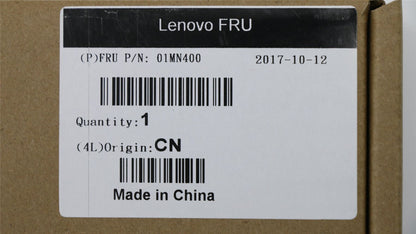 Lenovo FRU
(P)FRU P/N: 01MN400 2017-10-12
Quantity:1
(4L)Origin:CN
Made in China